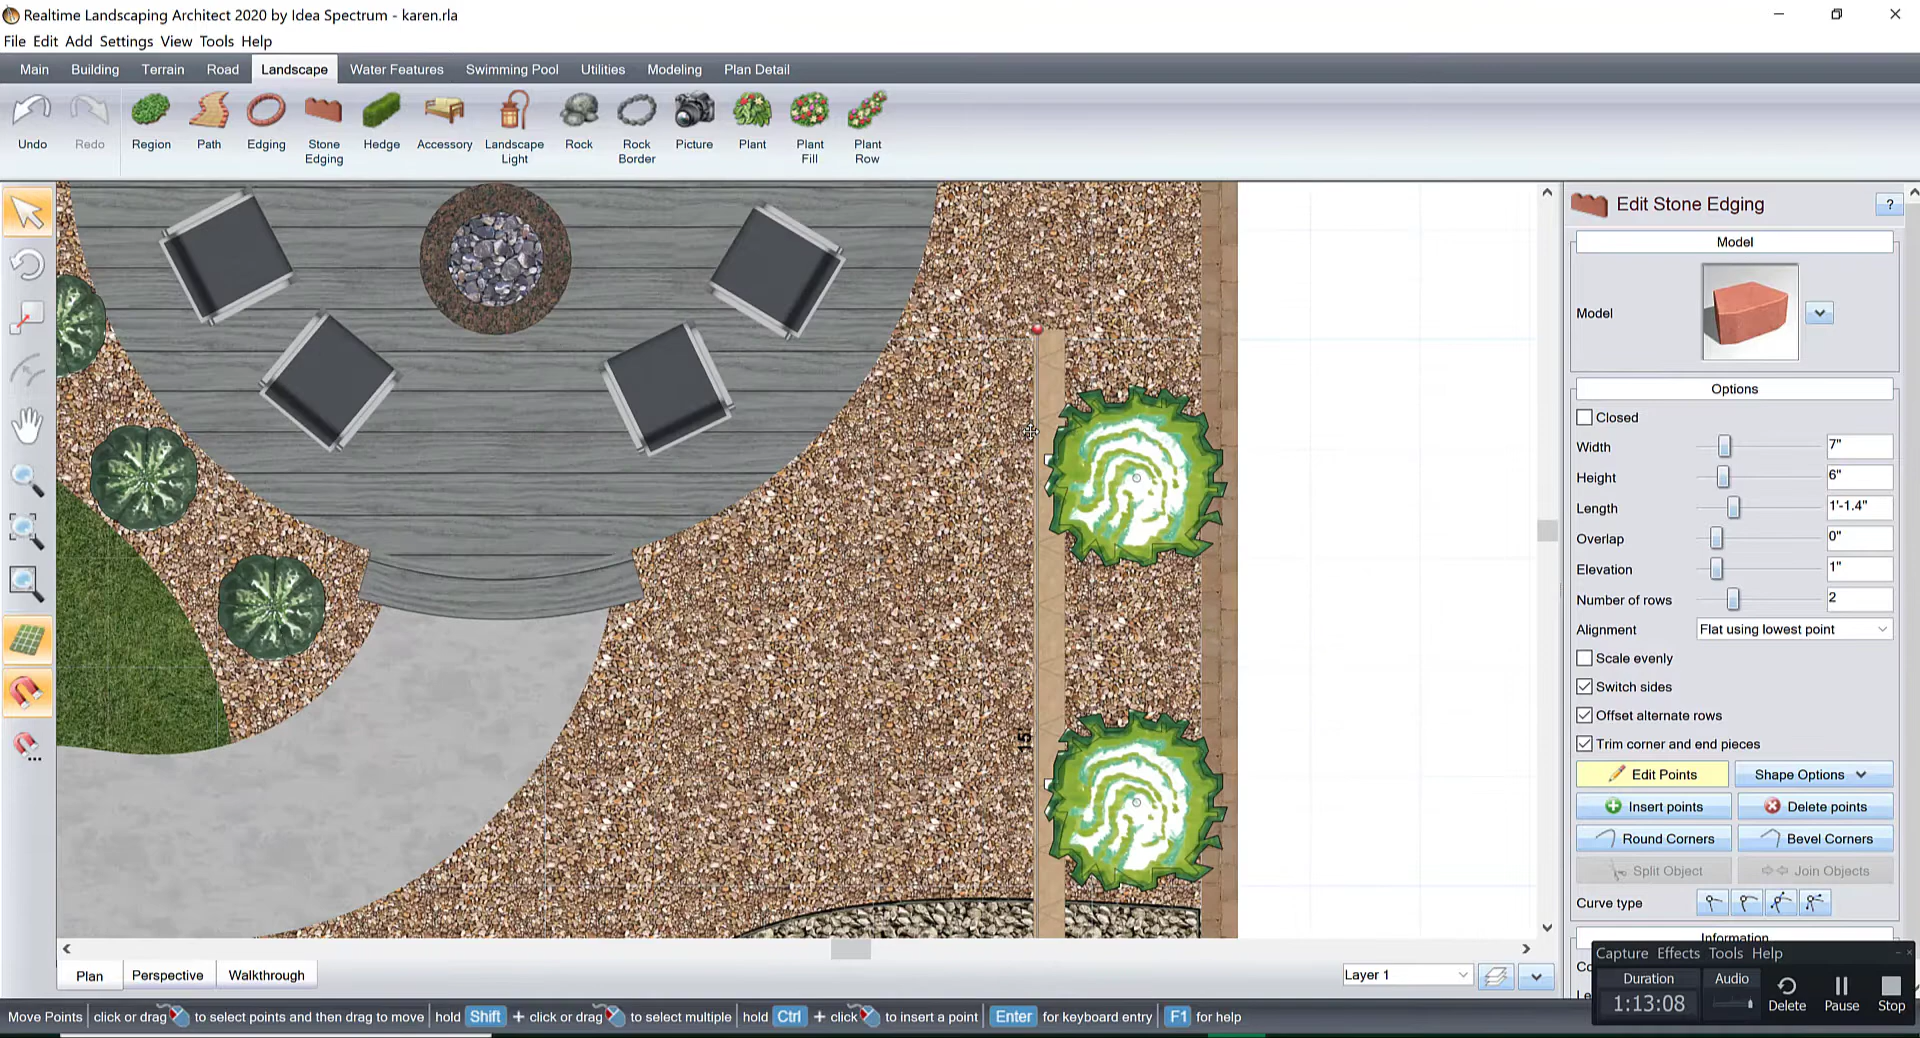 Realtime Landscaping Architect 2020 by Idea Spectrum - karen.rla
File Edit Add Settings View Tools Help
Main Building Terrain Road Landscape Water Features Swimming Pool Utilities Modeling Plan Detail
Undo Redo Region Path Edging Stone Edging Hedge Accessory Landscape Light Rock Rock Border Picture Plant Plant Fill Plant Row
Edit Stone Edging ?
Model
Model
Options
Closed
Width 7"
Height 6"
Length 1'-1.4"
Overlap 0"
Elevation 1"
Number of rows 2
Alignment Flat using lowest point
Scale evenly
Switch sides
Offset alternate rows
Trim corner and end pieces
Edit Points Shape Options
Insert points Delete points
Round Corners Bevel Corners
Split Object Join Objects
Curve type
Information
15
Capture Effects Tools Help
Duration Audio
1:13:08 Delete Pause Stop
Plan Perspective Walkthrough
Layer 1
Move Points click or drag to select points and then drag to move hold Shift + click or drag to select multiple hold Ctrl + click to insert a point Enter for keyboard entry F1 for help